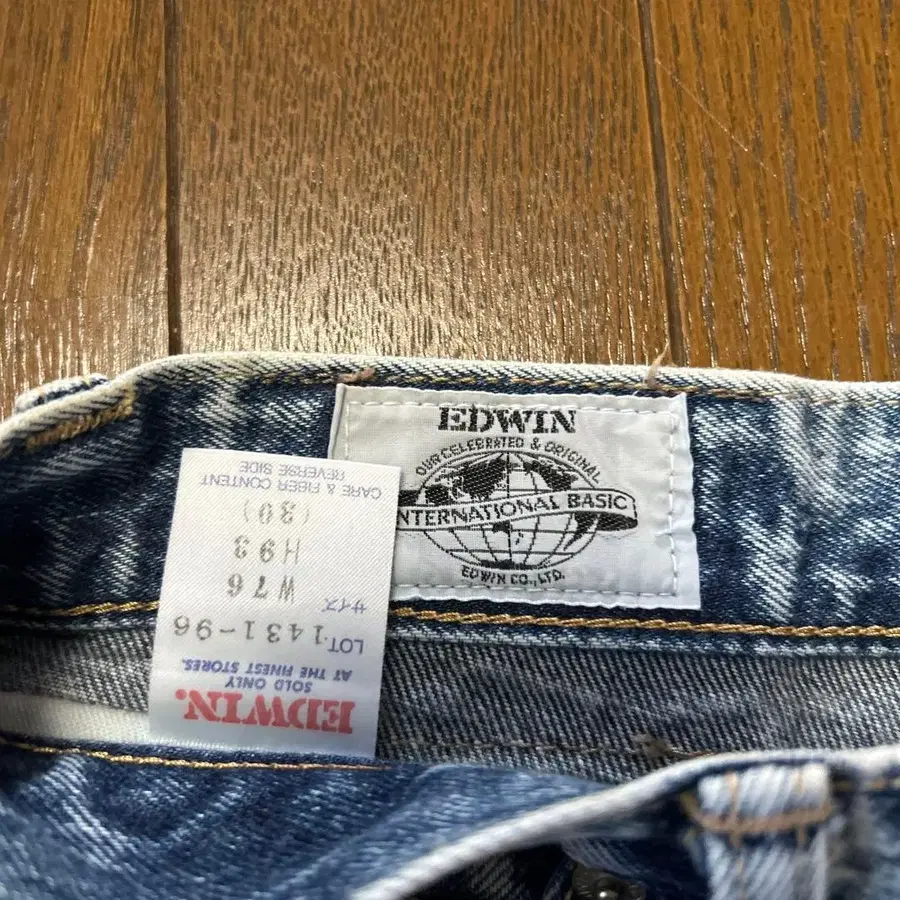 EDWIN
OUR CELEBRATED & ORIGINAL
INTERNATIONAL BASIC
EDWIN CO., LTD.
EDWIN.
SOLD ONLY
AT THE FINEST STORES.
LOT. 1431-96
サイズ
W76
H93
(30)
CARE & FIBER CONTENT
REVERSE SIDE